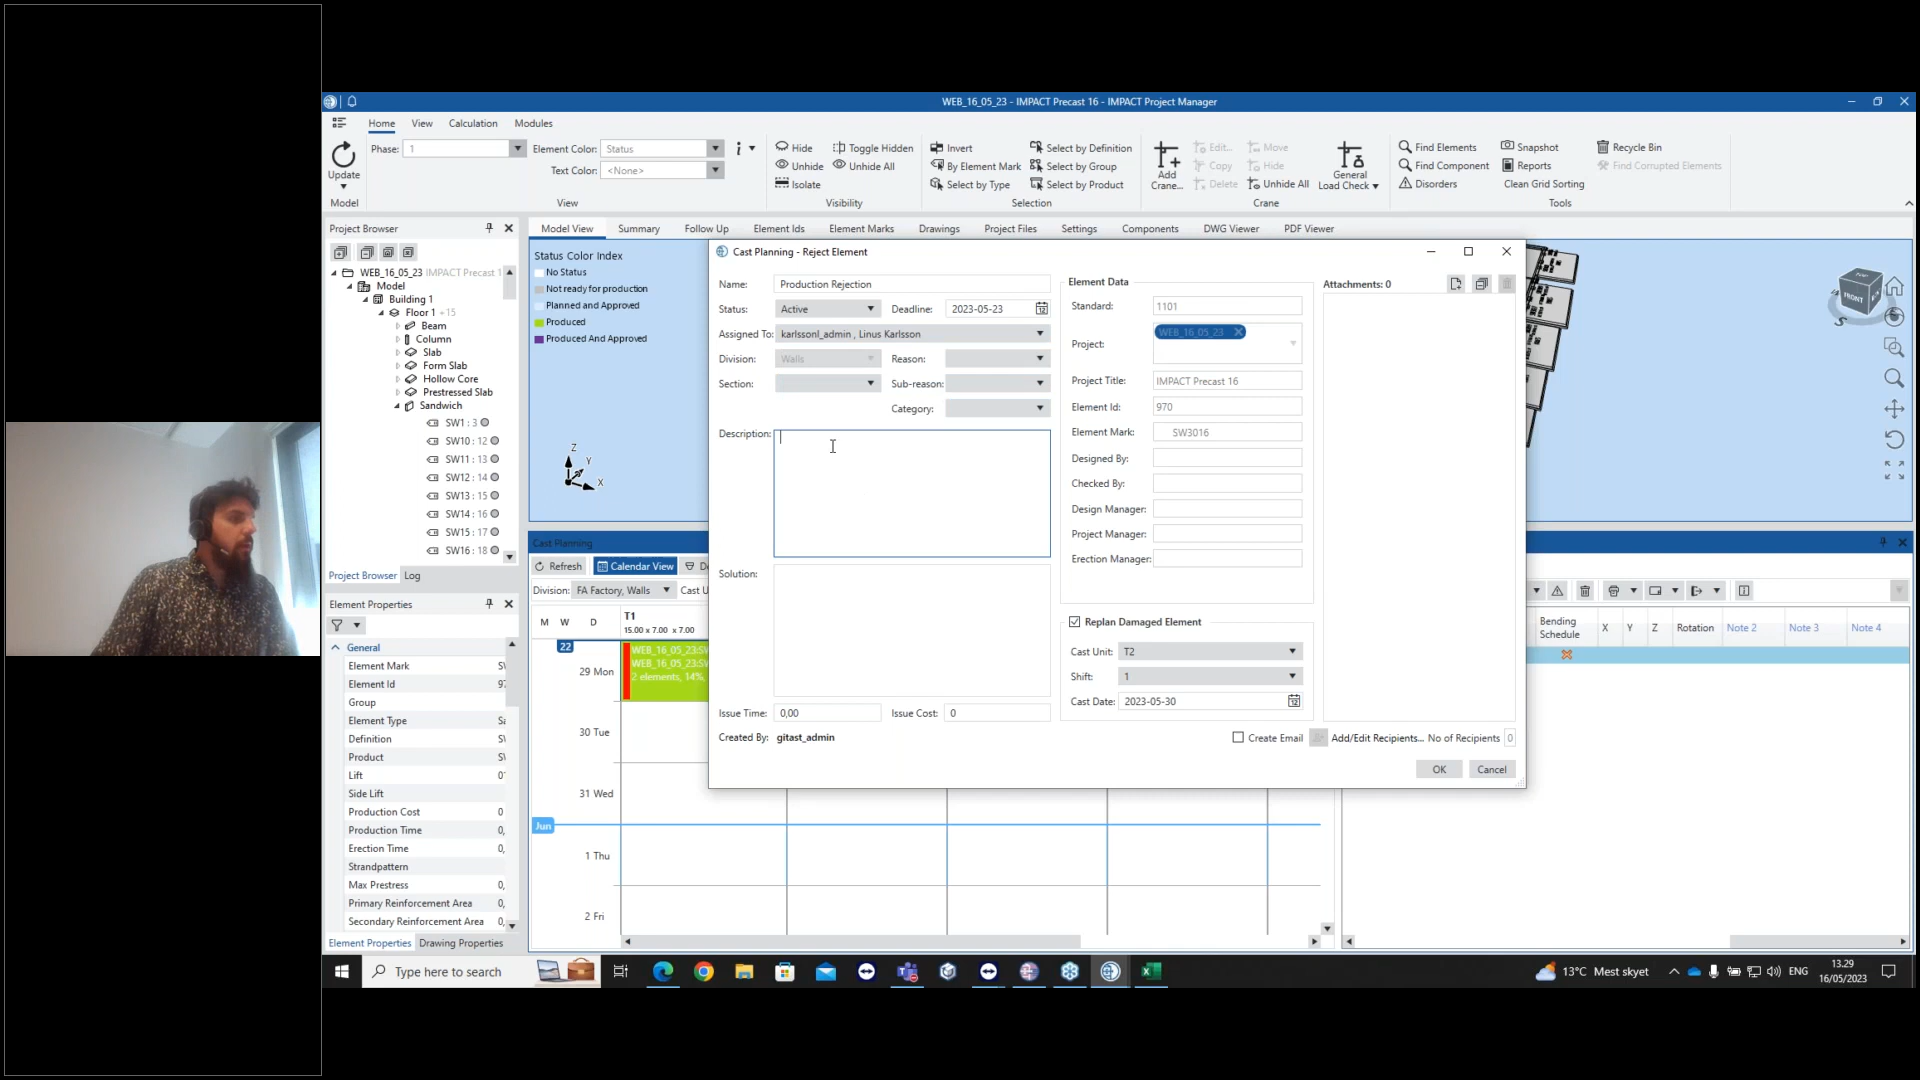 WEB_16_05_23 - IMPACT Precast 16 - IMPACT Project Manager
Home View Calculation Modules
Update
Model
Phase: 1
Element Color: Status
Text Color: <None>
View
Hide
Unhide
Isolate
Toggle Hidden
Unhide All
Visibility
Invert
By Element Mark
Select by Type
Select by Definition
Select by Group
Select by Product
Selection
Add
Crane...
Edit...
Copy
Delete
Move
Hide
Unhide All
General
Load Check
Crane
Find Elements
Find Component
Disorders
Snapshot
Reports
Clean Grid Sorting
Recycle Bin
Find Corrupted Elements
Tools
Project Browser
WEB_16_05_23 IMPACT Precast 1
Model
Building 1
Floor 1 +15
Beam
Column
Slab
Form Slab
Hollow Core
Prestressed Slab
Sandwich
SW1 : 3
SW10 : 12
SW11 : 13
SW12 : 14
SW13 : 15
SW14 : 16
SW15 : 17
SW16 : 18
Project Browser Log
Element Properties
General
Element Mark
Element Id
Group
Element Type
Definition
Product
Lift
Side Lift
Production Cost 0
Production Time 0,
Erection Time 0,
Strandpattern
Max Prestress 0,
Primary Reinforcement Area 0,
Secondary Reinforcement Area 0,
Element Properties Drawing Properties
Model View Summary Follow Up Element Ids Element Marks Drawings Project Files Settings Components DWG Viewer PDF Viewer
Status Color Index
No Status
Not ready for production
Planned and Approved
Produced
Produced And Approved
Z
Y
X
FRONT
S
Cast Planning - Reject Element
Name: Production Rejection
Status: Active
Deadline: 2023-05-23
Assigned To: karlssonl_admin , Linus Karlsson
Division: Walls
Reason:
Section:
Sub-reason:
Category:
Description:
Solution:
Issue Time: 0,00
Issue Cost: 0
Created By: gitast_admin
Element Data
Standard: 1101
Project: WEB_16_05_23
Project Title: IMPACT Precast 16
Element Id: 970
Element Mark: SW3016
Designed By:
Checked By:
Design Manager:
Project Manager:
Erection Manager:
Replan Damaged Element
Cast Unit: T2
Shift: 1
Cast Date: 2023-05-30
Attachments: 0
Create Email Add/Edit Recipients... No of Recipients 0
OK Cancel
Cast Planning
Refresh Calendar View
Division: FA Factory, Walls
M W D
T1
15.00 x 7.00 x 7.00
22
29 Mon
2 elements, 14%,
30 Tue
31 Wed
Jun
1 Thu
2 Fri
Bending
Schedule
X Y Z Rotation Note 2 Note 3 Note 4
Type here to search
13°C Mest skyet
ENG
13.29
16/05/2023